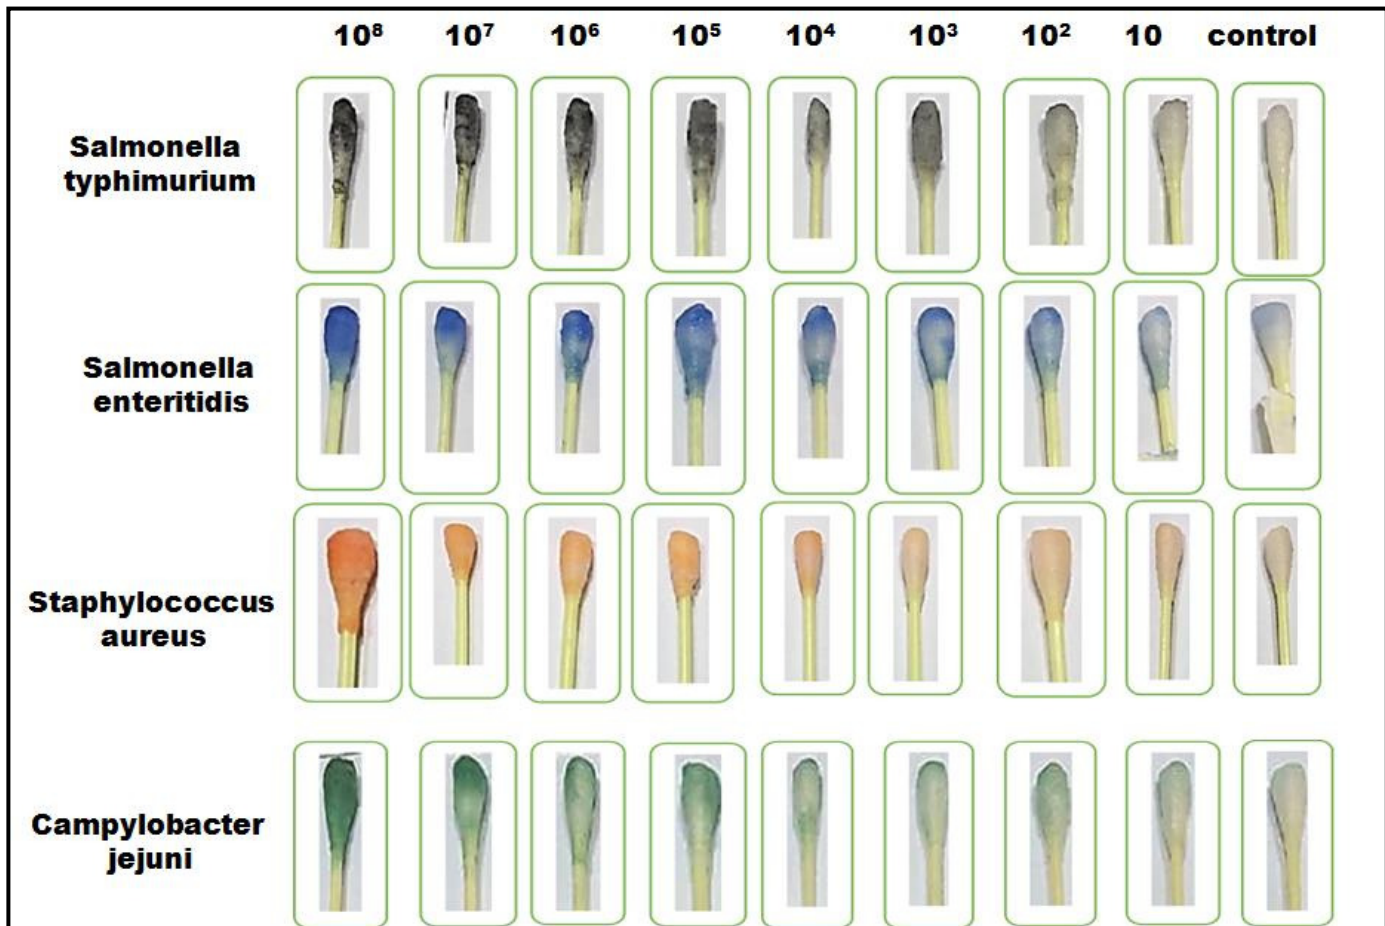 10⁸ 10⁷ 10⁶ 10⁵ 10⁴ 10³ 10² 10 control
Salmonella
typhimurium
Salmonella
enteritidis
Staphylococcus
aureus
Campylobacter
jejuni